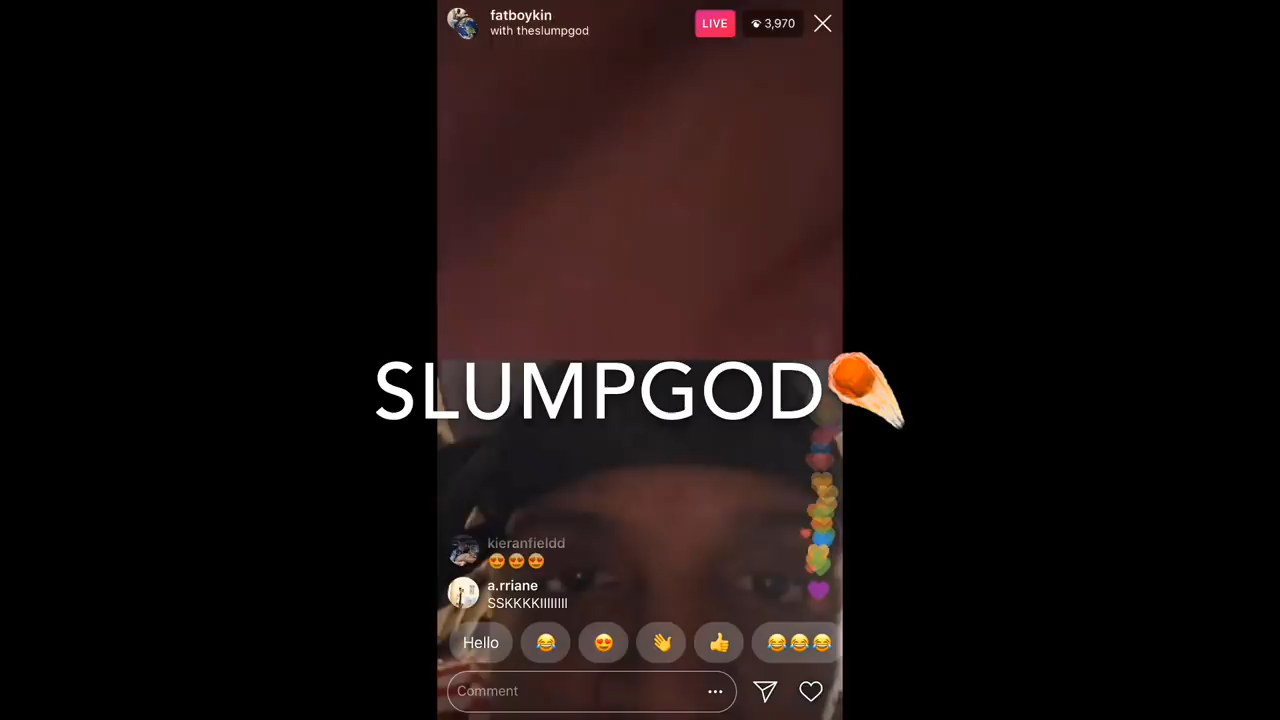 fatboykin
with theslumpgod
LIVE
3,970
SLUMPGOD
kieranfieldd
😍😍😍
a.rriane
SSKKKKIIIIIIII
Hello 😂 😍 👋 👍 😂😂😂
Comment